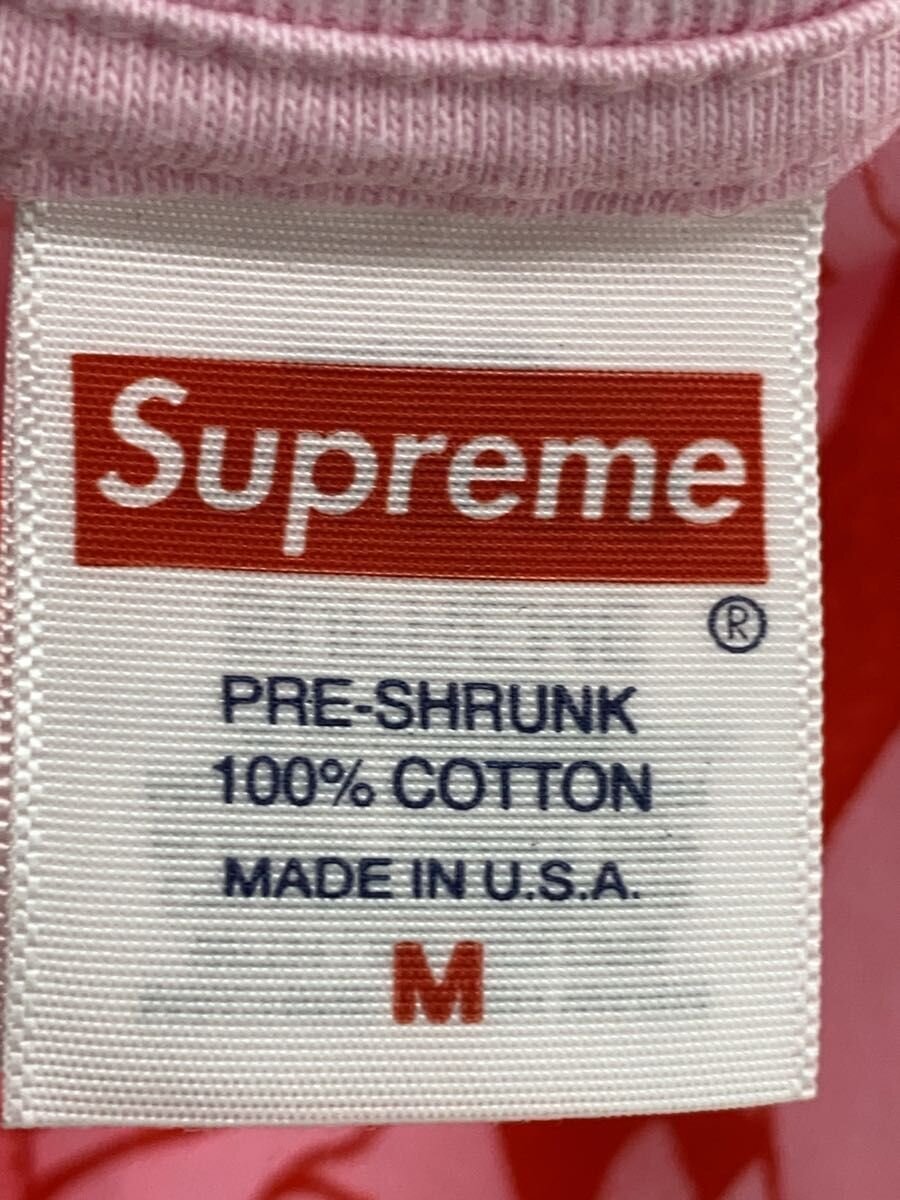 Supreme
®
PRE-SHRUNK
100% COTTON
MADE IN U.S.A.
M